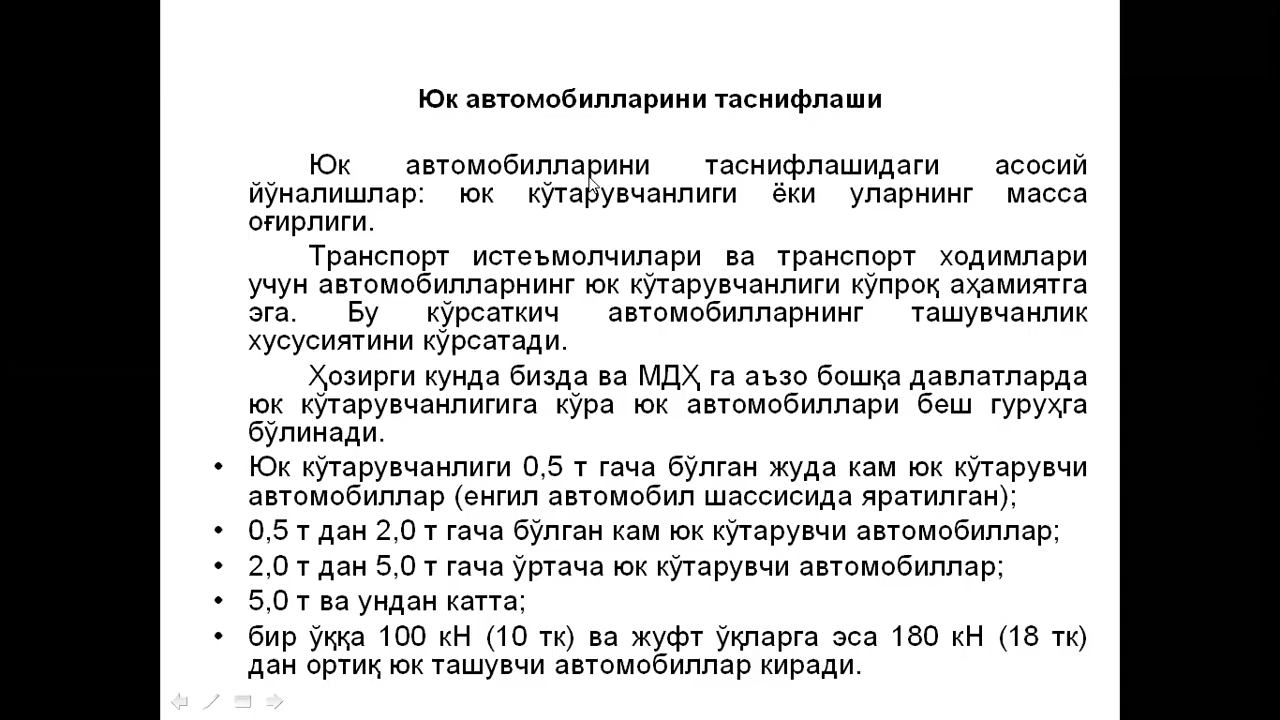 Юк автомобилларини таснифлаши
Юк автомобилларини таснифлашидаги асосий
йўналишлар: юк кўтарувчанлиги ёки уларнинг масса
оғирлиги.
Транспорт истеъмолчилари ва транспорт ходимлари
учун автомобилларнинг юк кўтарувчанлиги кўпроқ аҳамиятга
эга. Бу кўрсаткич автомобилларнинг ташувчанлик
хусусиятини кўрсатади.
Ҳозирги кунда бизда ва МДҲ га аъзо бошқа давлатларда
юк кўтарувчанлигига кўра юк автомобиллари беш гуруҳга
бўлинади.
• Юк кўтарувчанлиги 0,5 т гача бўлган жуда кам юк кўтарувчи
автомобиллар (енгил автомобил шассисида яратилган);
• 0,5 т дан 2,0 т гача бўлган кам юк кўтарувчи автомобиллар;
• 2,0 т дан 5,0 т гача ўртача юк кўтарувчи автомобиллар;
• 5,0 т ва ундан катта;
• бир ўққа 100 кН (10 тк) ва жуфт ўқларга эса 180 кН (18 тк)
дан ортиқ юк ташувчи автомобиллар киради.